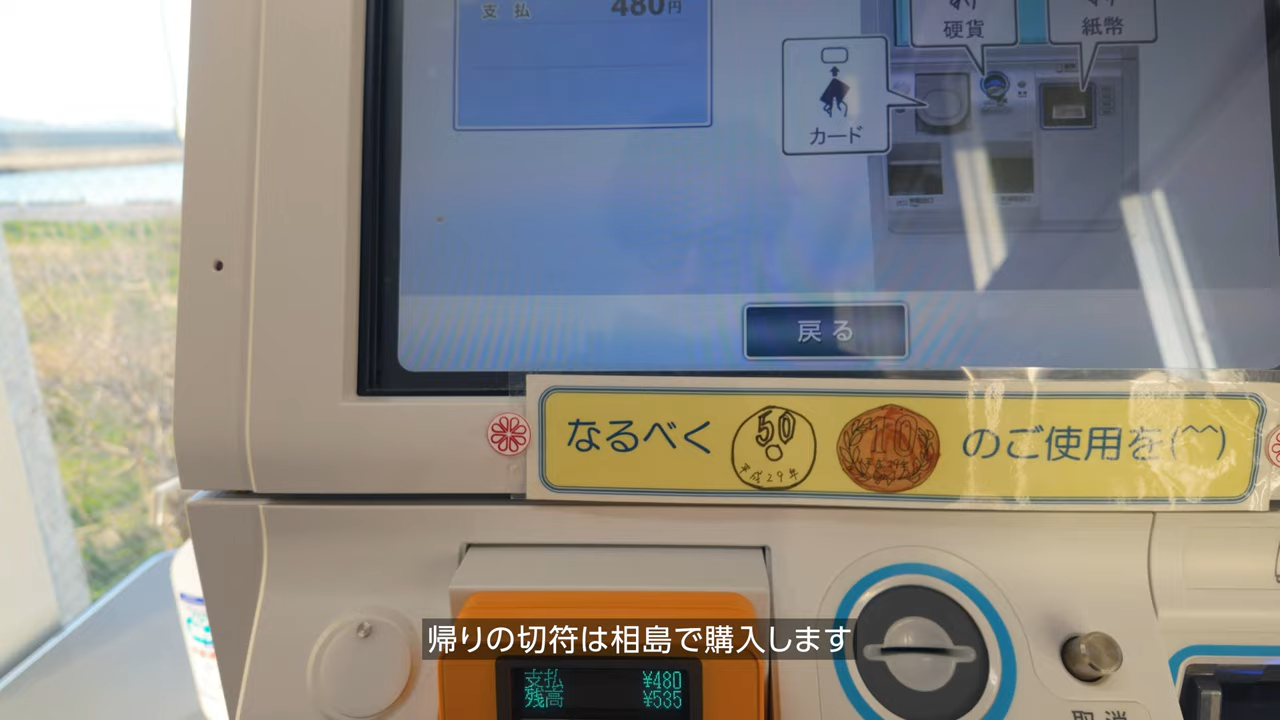 支払 480円
硬貨
紙幣
カード
戻る
なるべく 50 平成29年 10 のご使用を(^^)
帰りの切符は相島で購入します
支払 ¥480
残高 ¥535
取消